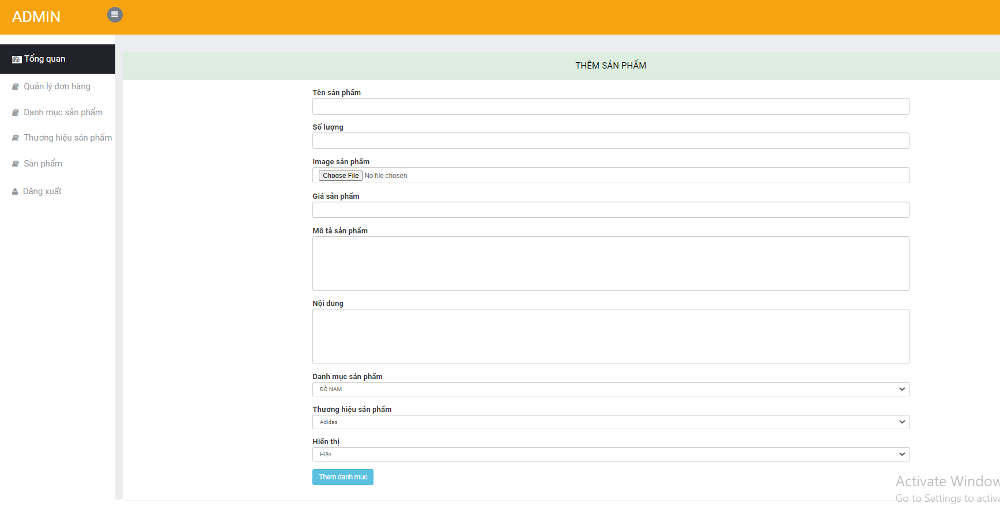 ADMIN
Tổng quan
Quản lý đơn hàng
Danh mục sản phẩm
Thương hiệu sản phẩm
Sản phẩm
Đăng xuất
THÊM SẢN PHẨM
Tên sản phẩm
Số lượng
Image sản phẩm
Choose File No file chosen
Giá sản phẩm
Mô tả sản phẩm
Nội dung
Danh mục sản phẩm
ĐỒ NAM
Thương hiệu sản phẩm
Adidas
Hiển thị
Hiện
Them danh muc
Activate Window
Go to Settings to activa